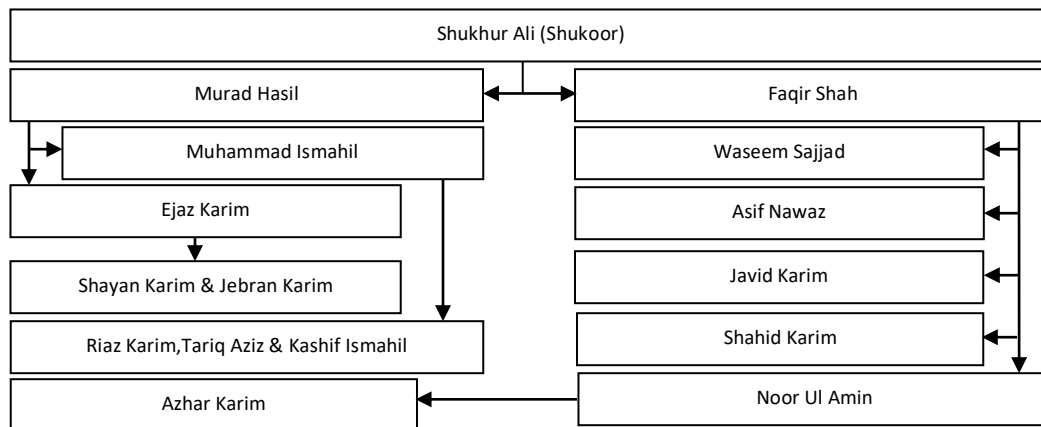 Shukhur Ali (Shukoor)
Murad Hasil
Faqir Shah
Muhammad Ismahil
Waseem Sajjad
Ejaz Karim
Asif Nawaz
Shayan Karim & Jebran Karim
Javid Karim
Riaz Karim,Tariq Aziz & Kashif Ismahil
Shahid Karim
Azhar Karim
Noor Ul Amin